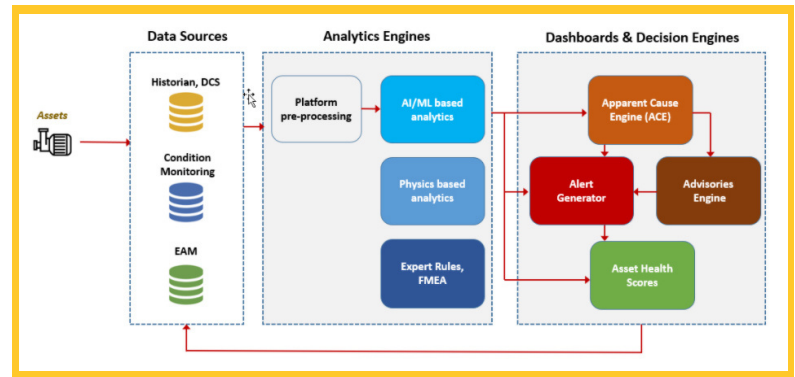 Data Sources
Analytics Engines
Dashboards & Decision Engines
Assets
Historian, DCS
Condition
Monitoring
EAM
Platform
pre-processing
AI/ML based
analytics
Physics based
analytics
Expert Rules,
FMEA
Apparent Cause
Engine (ACE)
Alert
Generator
Advisories
Engine
Asset Health
Scores